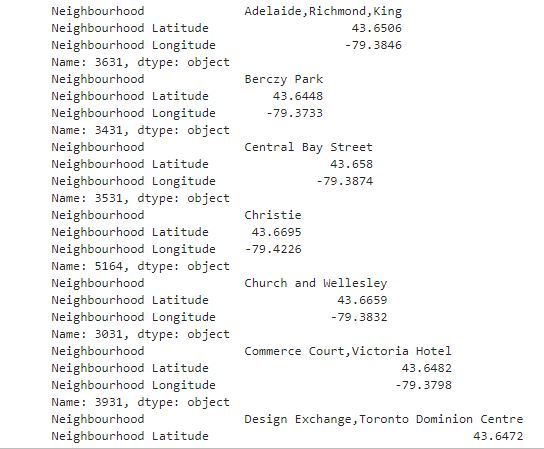 Neighbourhood Adelaide,Richmond,King
Neighbourhood Latitude 43.6506
Neighbourhood Longitude -79.3846
Name: 3631, dtype: object
Neighbourhood Berczy Park
Neighbourhood Latitude 43.6448
Neighbourhood Longitude -79.3733
Name: 3431, dtype: object
Neighbourhood Central Bay Street
Neighbourhood Latitude 43.658
Neighbourhood Longitude -79.3874
Name: 3531, dtype: object
Neighbourhood Christie
Neighbourhood Latitude 43.6695
Neighbourhood Longitude -79.4226
Name: 5164, dtype: object
Neighbourhood Church and Wellesley
Neighbourhood Latitude 43.6659
Neighbourhood Longitude -79.3832
Name: 3031, dtype: object
Neighbourhood Commerce Court,Victoria Hotel
Neighbourhood Latitude 43.6482
Neighbourhood Longitude -79.3798
Name: 3931, dtype: object
Neighbourhood Design Exchange,Toronto Dominion Centre
Neighbourhood Latitude 43.6472